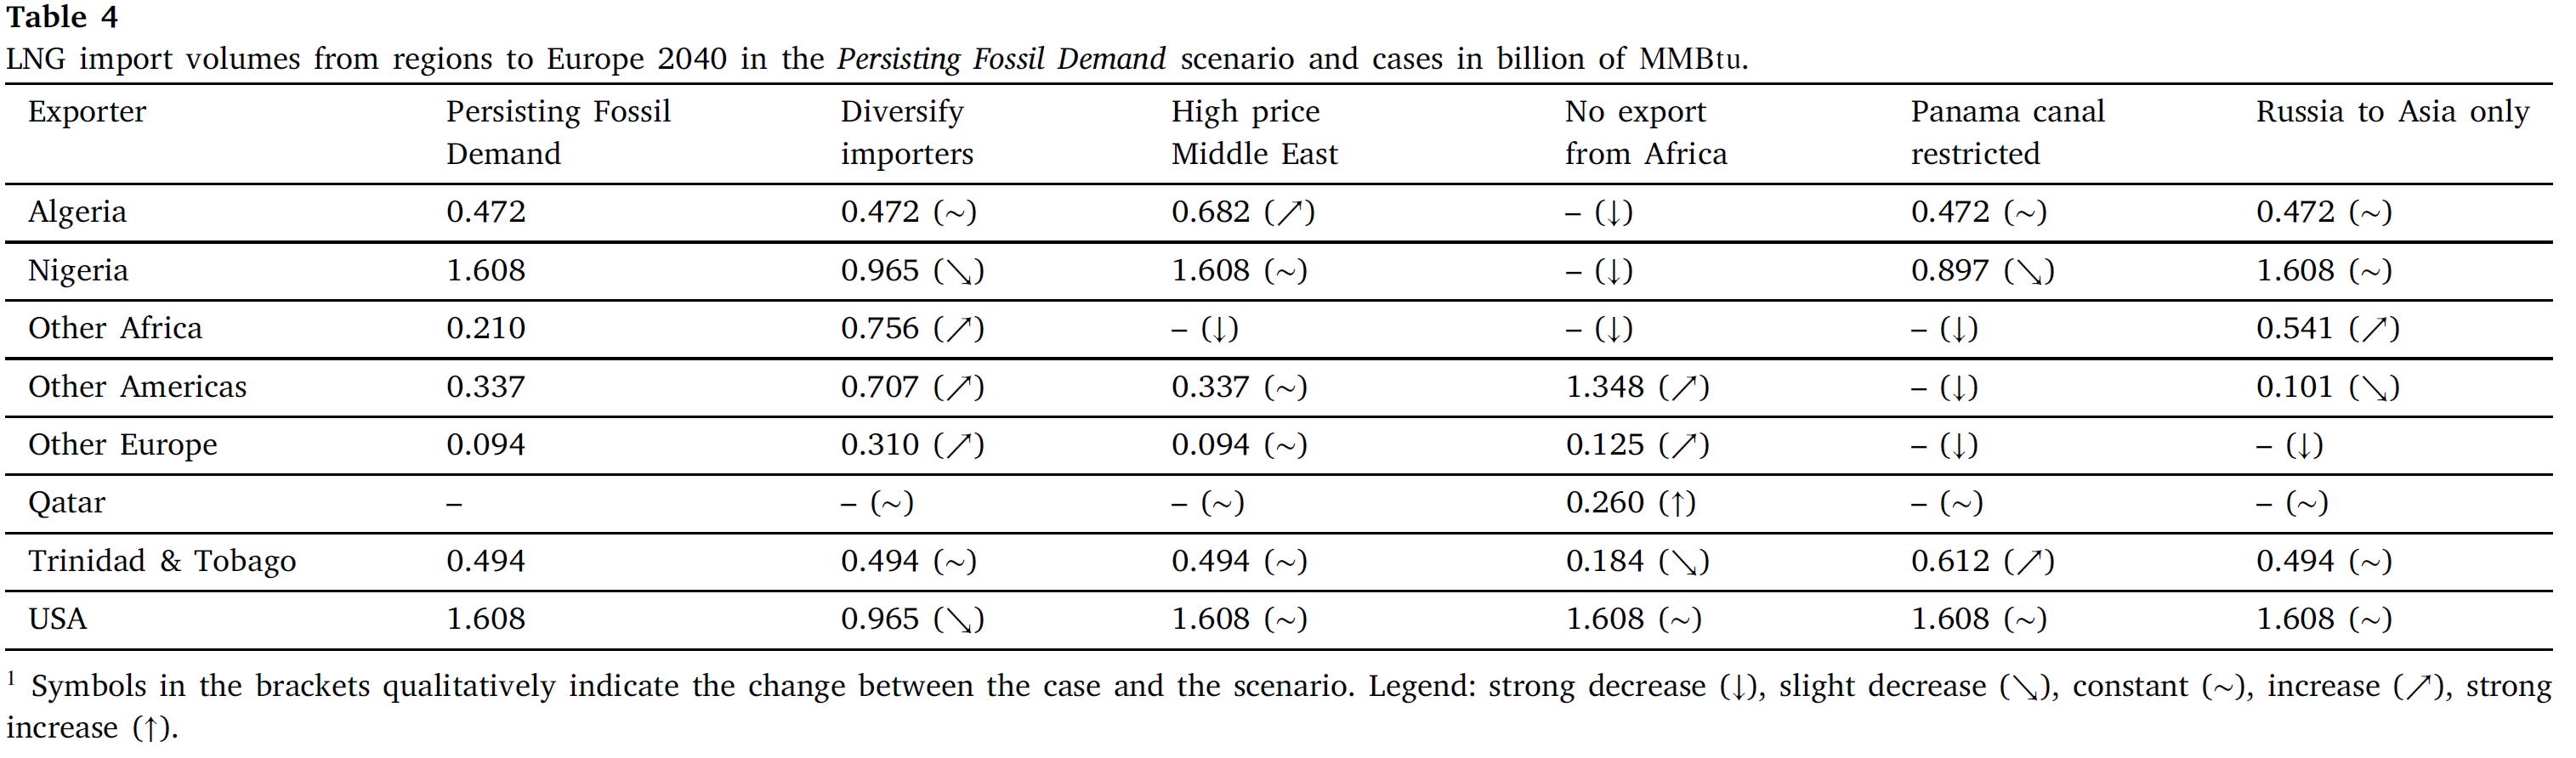 Table 4
LNG import volumes from regions to Europe 2040 in the Persisting Fossil Demand scenario and cases in billion of MMBtu.
Exporter Persisting Fossil Demand Diversify importers High price Middle East No export from Africa Panama canal restricted Russia to Asia only
Algeria 0.472 0.472 (~) 0.682 (↗) – (↓) 0.472 (~) 0.472 (~)
Nigeria 1.608 0.965 (↘) 1.608 (~) – (↓) 0.897 (↘) 1.608 (~)
Other Africa 0.210 0.756 (↗) – (↓) – (↓) – (↓) 0.541 (↗)
Other Americas 0.337 0.707 (↗) 0.337 (~) 1.348 (↗) – (↓) 0.101 (↘)
Other Europe 0.094 0.310 (↗) 0.094 (~) 0.125 (↗) – (↓) – (↓)
Qatar – – (~) – (~) 0.260 (↑) – (~) – (~)
Trinidad & Tobago 0.494 0.494 (~) 0.494 (~) 0.184 (↘) 0.612 (↗) 0.494 (~)
USA 1.608 0.965 (↘) 1.608 (~) 1.608 (~) 1.608 (~) 1.608 (~)
1 Symbols in the brackets qualitatively indicate the change between the case and the scenario. Legend: strong decrease (↓), slight decrease (↘), constant (~), increase (↗), strong
increase (↑).